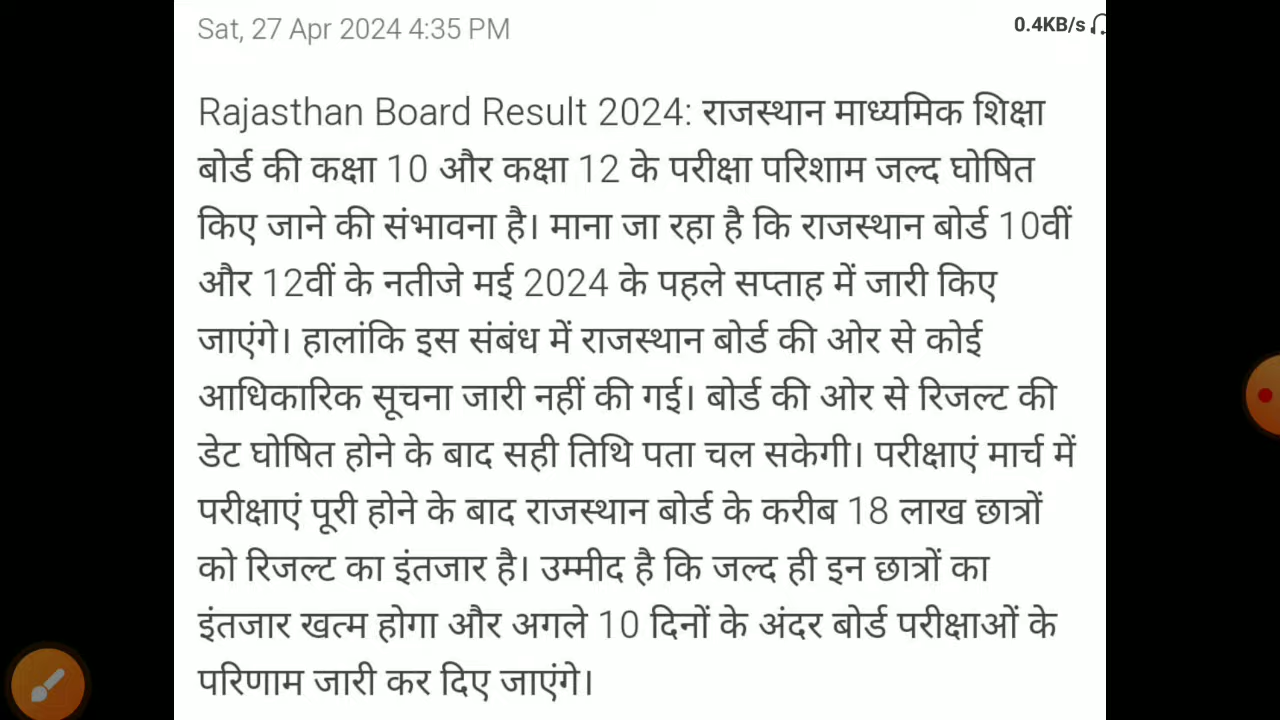 Sat, 27 Apr 2024 4:35 PM
0.4KB/s
Rajasthan Board Result 2024: राजस्थान माध्यमिक शिक्षा
बोर्ड की कक्षा 10 और कक्षा 12 के परीक्षा परिशाम जल्द घोषित
किए जाने की संभावना है। माना जा रहा है कि राजस्थान बोर्ड 10वीं
और 12वीं के नतीजे मई 2024 के पहले सप्ताह में जारी किए
जाएंगे। हालांकि इस संबंध में राजस्थान बोर्ड की ओर से कोई
आधिकारिक सूचना जारी नहीं की गई। बोर्ड की ओर से रिजल्ट की
डेट घोषित होने के बाद सही तिथि पता चल सकेगी। परीक्षाएं मार्च में
परीक्षाएं पूरी होने के बाद राजस्थान बोर्ड के करीब 18 लाख छात्रों
को रिजल्ट का इंतजार है। उम्मीद है कि जल्द ही इन छात्रों का
इंतजार खत्म होगा और अगले 10 दिनों के अंदर बोर्ड परीक्षाओं के
परिणाम जारी कर दिए जाएंगे।